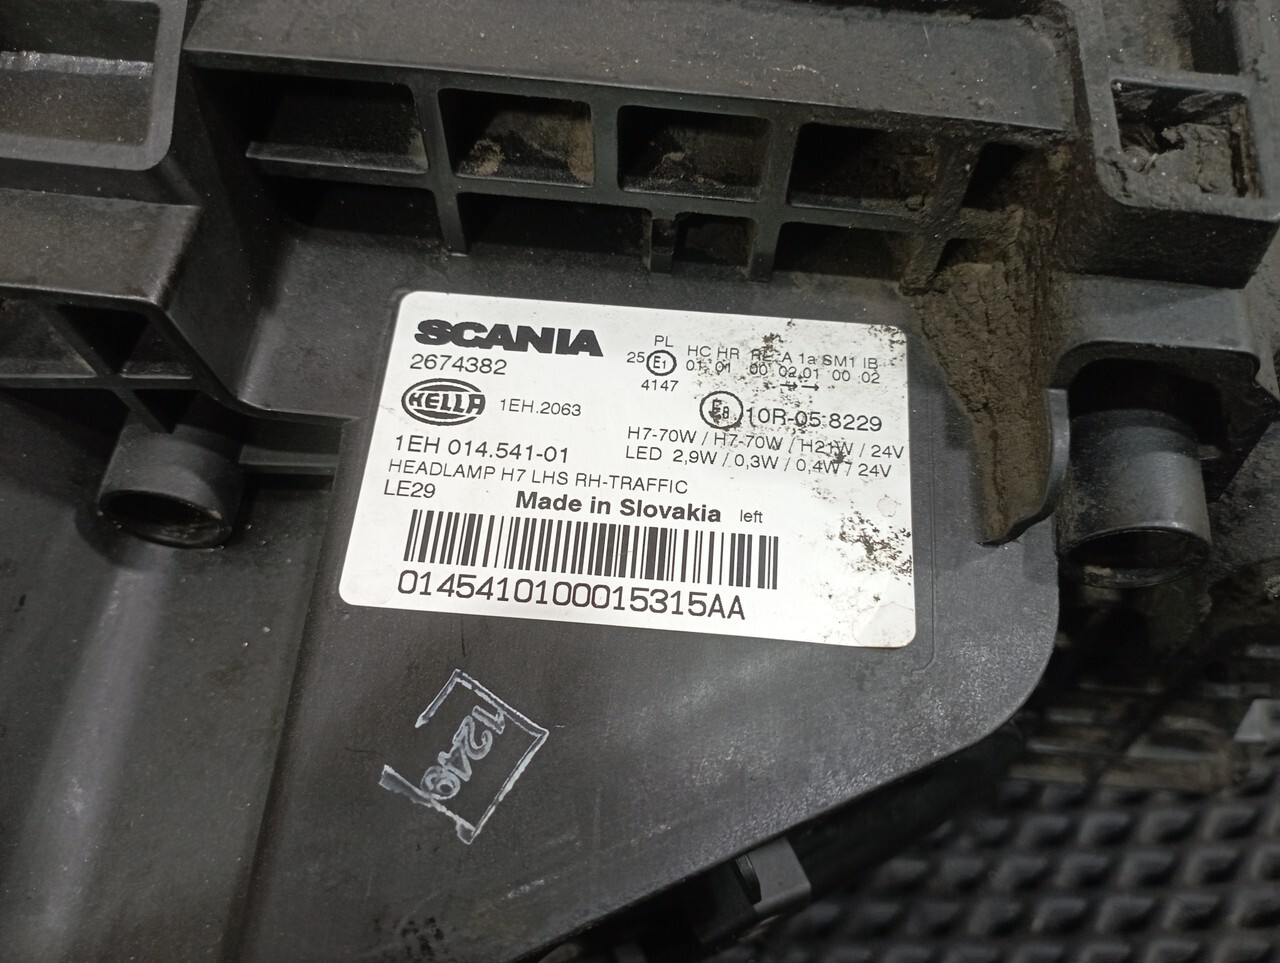 SCANIA
2674382
PL
25 E1 HC HR RL A 1a SM1 IB
01 01 00 02 01 00 02
4147
HELLA 1EH.2063
E8 10R-05 8229
1EH 014.541-01
H7-70W / H7-70W / H21W / 24V
LED 2,9W / 0,3W / 0,4W / 24V
HEADLAMP H7 LHS RH-TRAFFIC
LE29
Made in Slovakia left
0145410100015315AA
1249